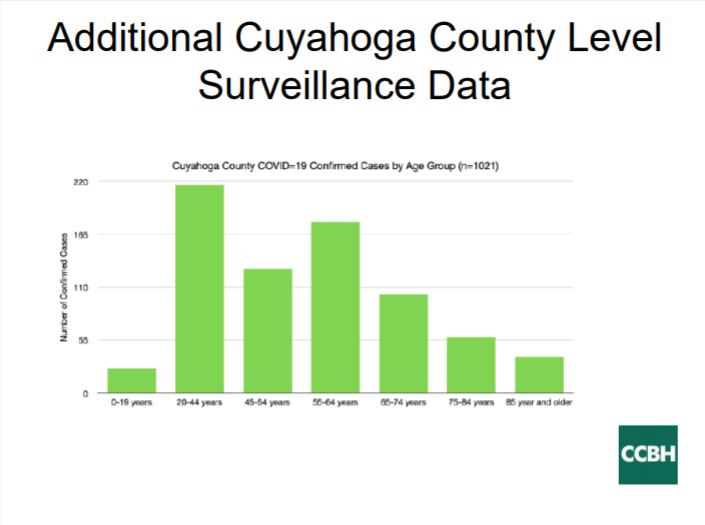 Additional Cuyahoga County Level
Surveillance Data
Cuyahoga County COVID=19 Confirmed Cases by Age Group (n=1021)
Number of Confirmed Cases
220
165
110
55
0
0-19 years
20-44 years
45-54 years
55-64 years
65-74 years
75-84 years
85 year and older
CCBH